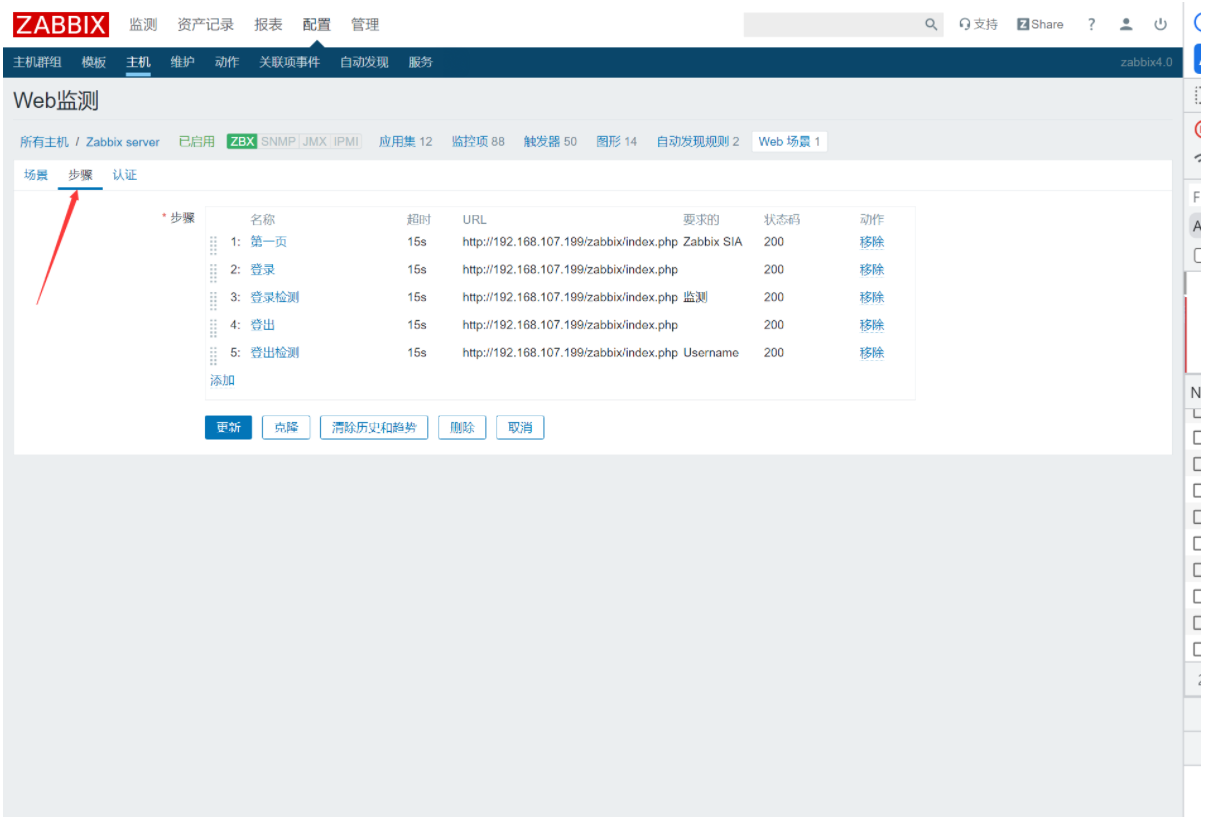 ZABBIX 监测 资产记录 报表 配置 管理 支持 Z Share ?
主机群组 模板 主机 维护 动作 关联项事件 自动发现 服务 zabbix4.0
Web监测
所有主机 / Zabbix server 已启用 ZBX SNMP JMX IPMI 应用集 12 监控项 88 触发器 50 图形 14 自动发现规则 2 Web 场景 1
场景 步骤 认证
* 步骤 名称 超时 URL 要求的 状态码 动作
1: 第一页 15s http://192.168.107.199/zabbix/index.php Zabbix SIA 200 移除
2: 登录 15s http://192.168.107.199/zabbix/index.php 200 移除
3: 登录检测 15s http://192.168.107.199/zabbix/index.php 监测 200 移除
4: 登出 15s http://192.168.107.199/zabbix/index.php 200 移除
5: 登出检测 15s http://192.168.107.199/zabbix/index.php Username 200 移除
添加
更新 克隆 清除历史和趋势 删除 取消